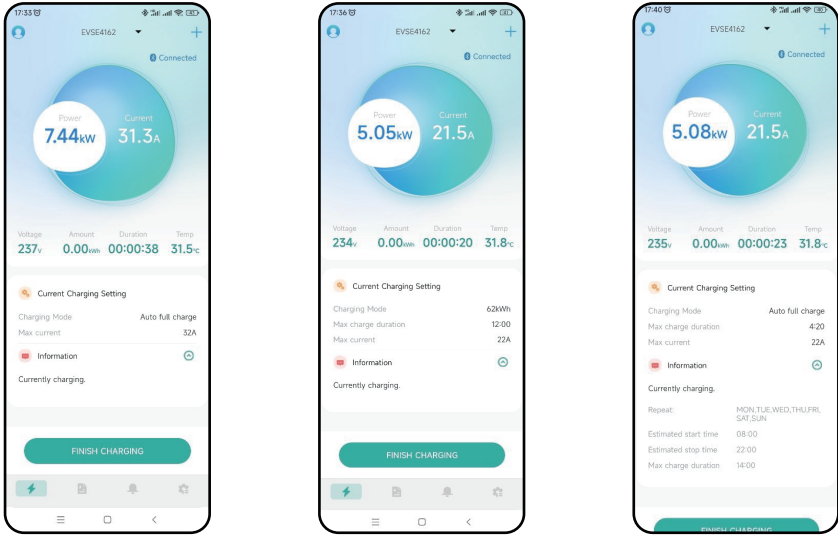 17:33
EVSE4162
Connected
Power Current
7.44kW 31.3A
Voltage Amount Duration Temp
237V 0.00kWh 00:00:38 31.5℃
Current Charging Setting
Charging Mode Auto full charge
Max current 32A
Information
Currently charging.
FINISH CHARGING
17:36
EVSE4162
Connected
Power Current
5.05kW 21.5A
Voltage Amount Duration Temp
234V 0.00kWh 00:00:20 31.8℃
Current Charging Setting
Charging Mode 62kWh
Max charge duration 12:00
Max current 22A
Information
Currently charging.
FINISH CHARGING
17:40
EVSE4162
Connected
Power Current
5.08kW 21.5A
Voltage Amount Duration Temp
235V 0.00kWh 00:00:23 31.8℃
Current Charging Setting
Charging Mode Auto full charge
Max charge duration 4:20
Max current 22A
Information
Currently charging.
Repeat: MON,TUE,WED,THU,FRI,
SAT,SUN
Estimated start time 08:00
Estimated stop time 22:00
Max charge duration 14:00
FINISH CHARGING